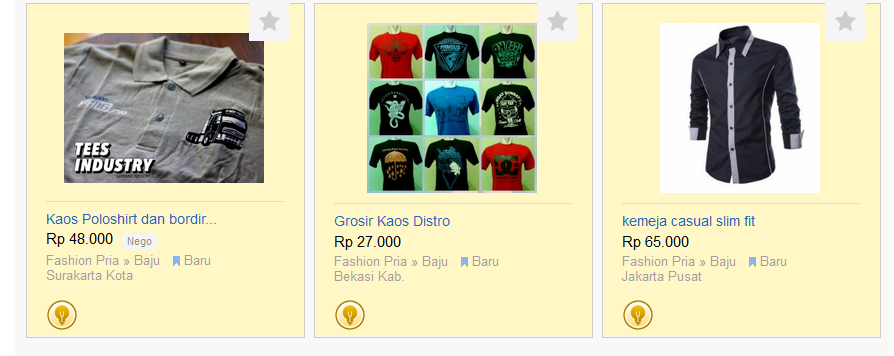 TEES
INDUSTRY
Kaos Poloshirt dan bordir...
Rp 48.000 Nego
Fashion Pria » Baju Baru
Surakarta Kota
FAMOUS
Grosir Kaos Distro
Rp 27.000
Fashion Pria » Baju Baru
Bekasi Kab.
kemeja casual slim fit
Rp 65.000
Fashion Pria » Baju Baru
Jakarta Pusat